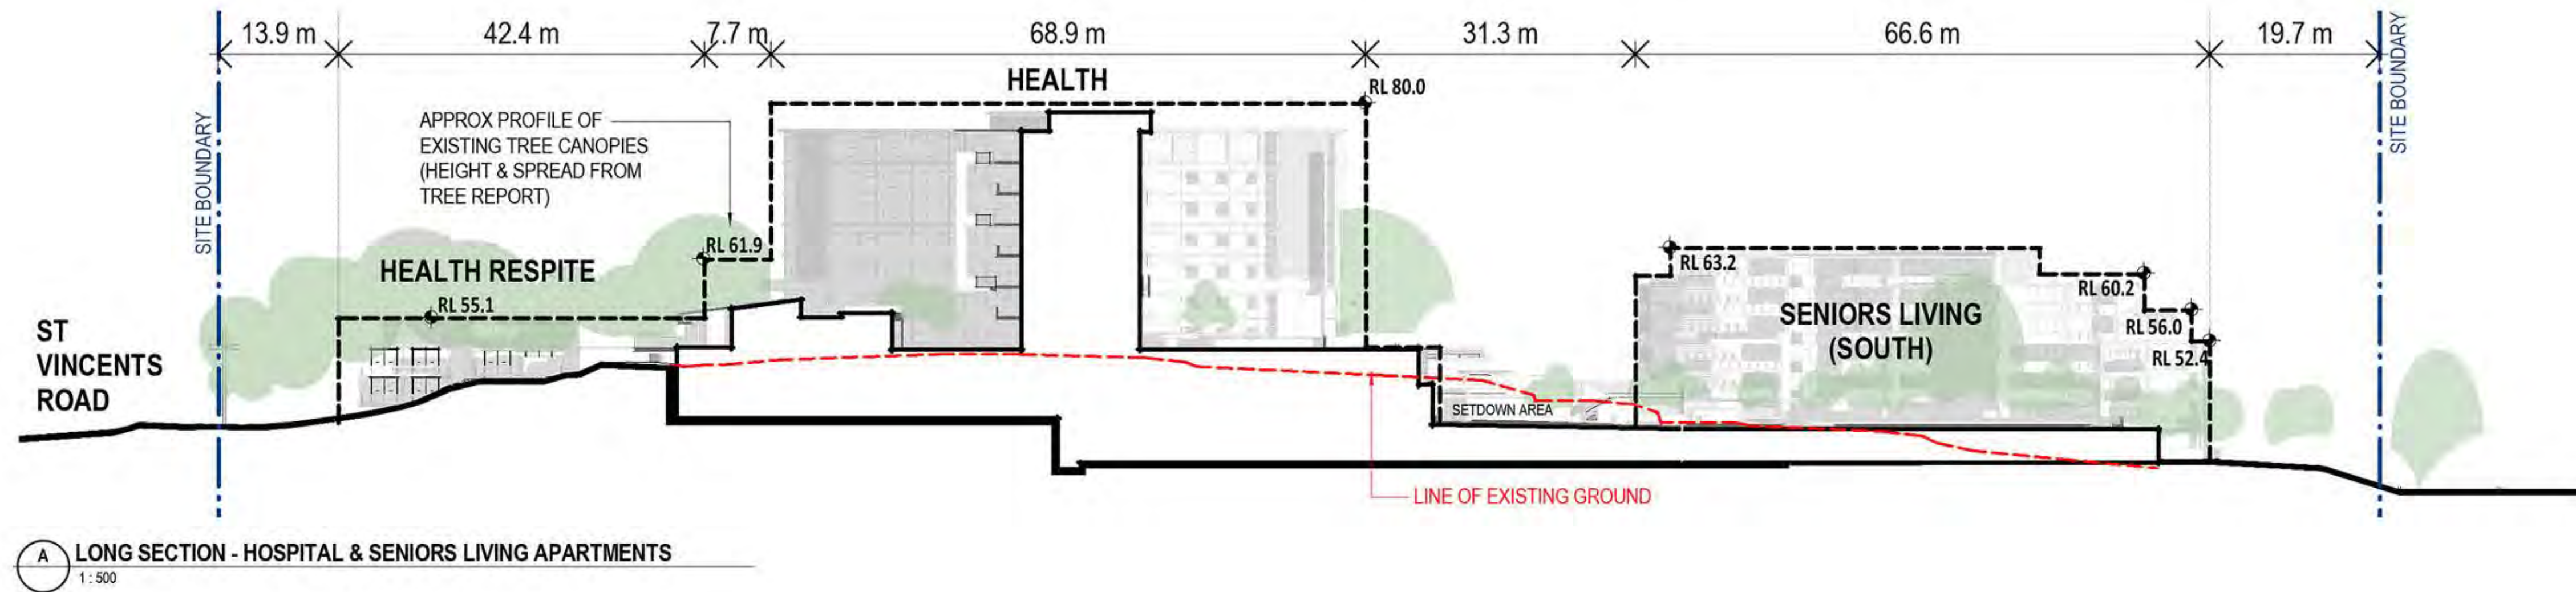 13.9 m
42.4 m
7.7 m
68.9 m
31.3 m
66.6 m
19.7 m
SITE BOUNDARY
SITE BOUNDARY
HEALTH
RL 80.0
APPROX PROFILE OF
EXISTING TREE CANOPIES
(HEIGHT & SPREAD FROM
TREE REPORT)
RL 61.9
HEALTH RESPITE
RL 55.1
RL 63.2
RL 60.2
SENIORS LIVING
(SOUTH)
RL 56.0
RL 52.4
ST
VINCENTS
ROAD
SETDOWN AREA
LINE OF EXISTING GROUND
A
LONG SECTION - HOSPITAL & SENIORS LIVING APARTMENTS
1 : 500